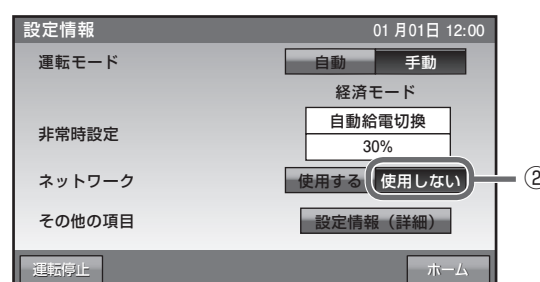 設定情報 01月01日 12:00
運転モード 自動 手動
経済モード
非常時設定 自動給電切換
30%
ネットワーク 使用する 使用しない ②
その他の項目 設定情報(詳細)
運転停止 ホーム